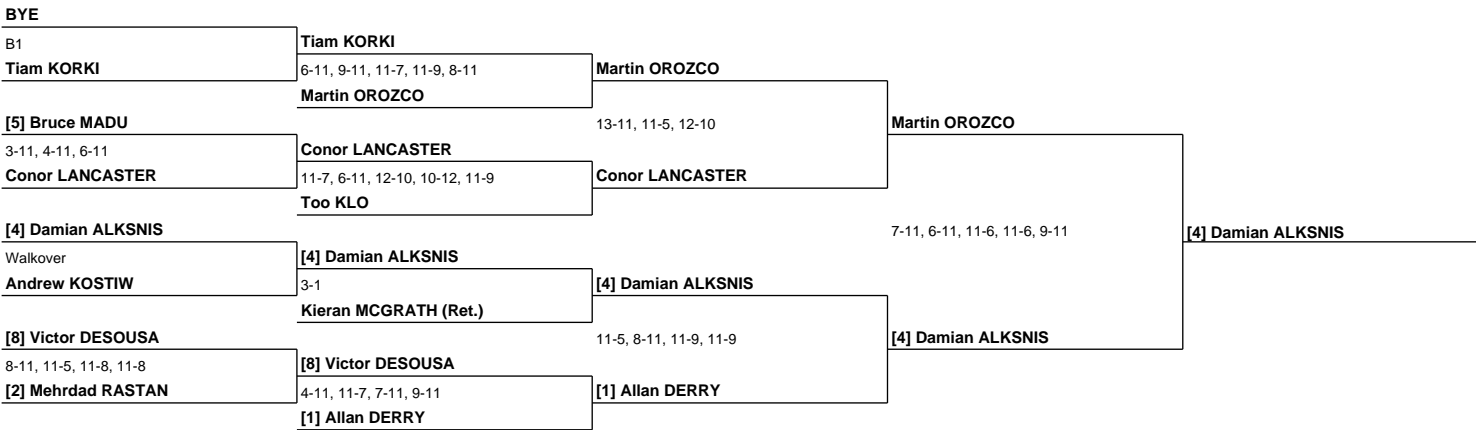 BYE
B1
Tiam KORKI
[5] Bruce MADU
3-11, 4-11, 6-11
Conor LANCASTER
[4] Damian ALKSNIS
Walkover
Andrew KOSTIW
[8] Victor DESOUSA
8-11, 11-5, 11-8, 11-8
[2] Mehrdad RASTAN
Tiam KORKI
6-11, 9-11, 11-7, 11-9, 8-11
Martin OROZCO
Conor LANCASTER
11-7, 6-11, 12-10, 10-12, 11-9
Too KLO
[4] Damian ALKSNIS
3-1
Kieran MCGRATH (Ret.)
[8] Victor DESOUSA
4-11, 11-7, 7-11, 9-11
[1] Allan DERRY
Martin OROZCO
13-11, 11-5, 12-10
Conor LANCASTER
[4] Damian ALKSNIS
11-5, 8-11, 11-9, 11-9
[1] Allan DERRY
Martin OROZCO
7-11, 6-11, 11-6, 11-6, 9-11
[4] Damian ALKSNIS
[4] Damian ALKSNIS